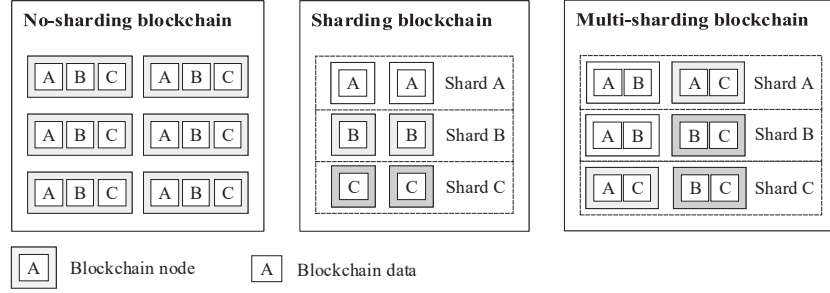 No-sharding blockchain
A B C A B C
A B C A B C
A B C A B C
Sharding blockchain
A A Shard A
B B Shard B
C C Shard C
Multi-sharding blockchain
A B A C Shard A
A B B C Shard B
A C B C Shard C
A Blockchain node A Blockchain data